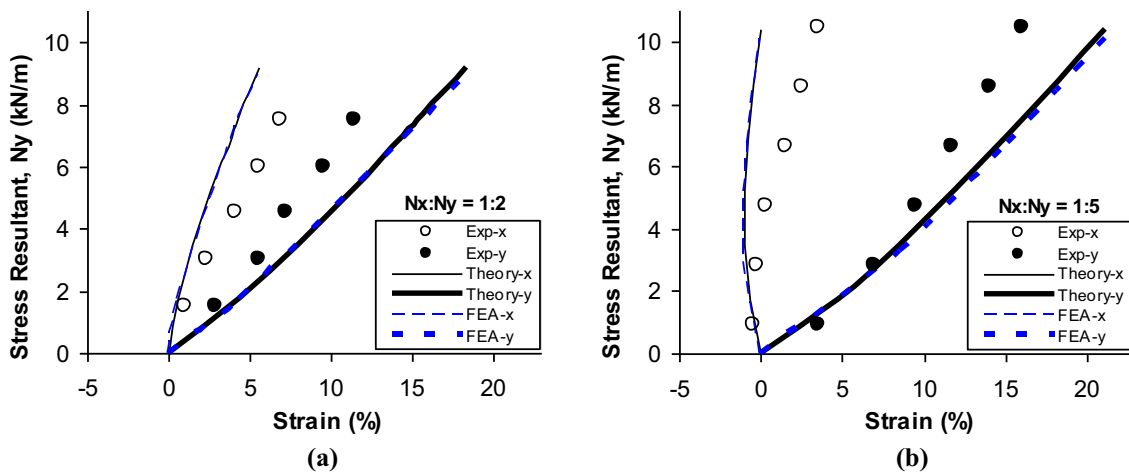 Stress Resultant, Ny (kN/m)
10
8
6
4
2
0
-5
0
5
10
15
20
Strain (%)
Nx:Ny = 1:2
Exp-x
Exp-y
Theory-x
Theory-y
FEA-x
FEA-y
(a)
Stress Resultant, Ny (kN/m)
10
8
6
4
2
0
-5
0
5
10
15
20
Strain (%)
Nx:Ny = 1:5
Exp-x
Exp-y
Theory-x
Theory-y
FEA-x
FEA-y
(b)